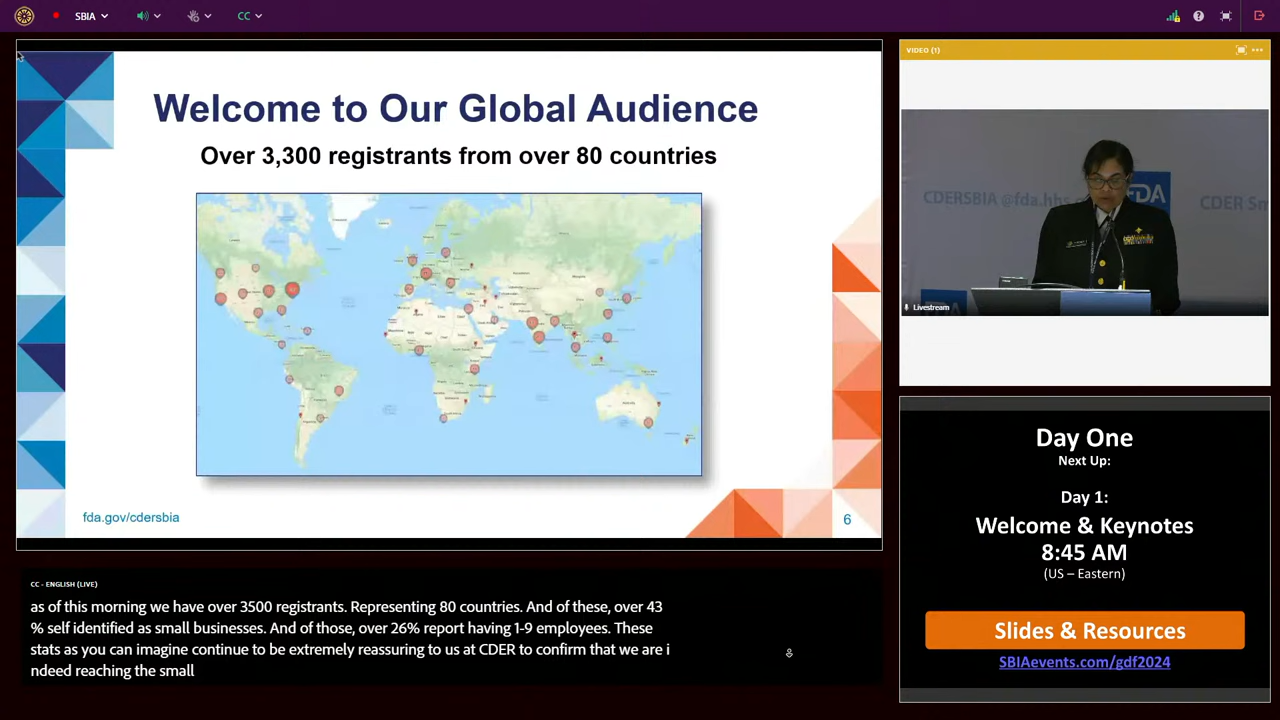 SBIA
CC
Welcome to Our Global Audience
Over 3,300 registrants from over 80 countries
fda.gov/cdersbia
6
VIDEO (1)
CDERSBIA @fda.hhs
FDA
CDER Sm
Livestream
CC - ENGLISH (LIVE)
as of this morning we have over 3500 registrants. Representing 80 countries. And of these, over 43
% self identified as small businesses. And of those, over 26% report having 1-9 employees. These
stats as you can imagine continue to be extremely reassuring to us at CDER to confirm that we are i
ndeed reaching the small
Day One
Next Up:
Day 1:
Welcome & Keynotes
8:45 AM
(US – Eastern)
Slides & Resources
SBIAevents.com/gdf2024